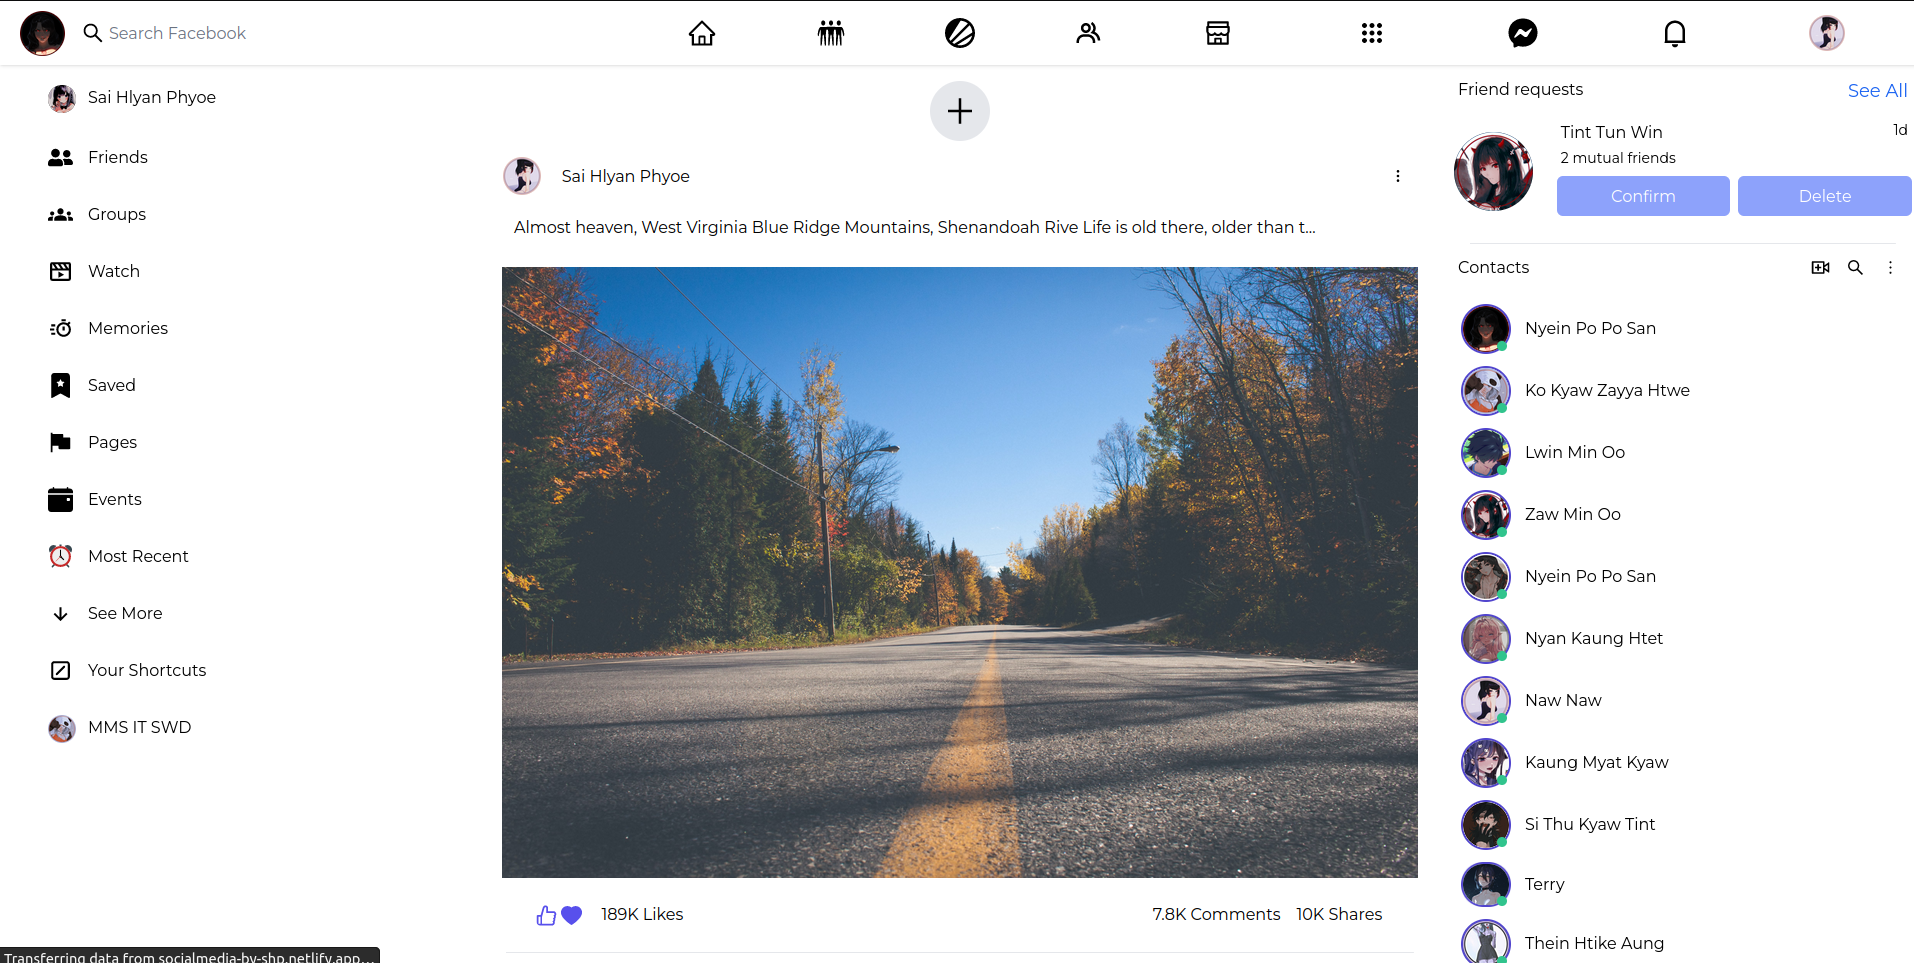 Search Facebook
Sai Hlyan Phyoe
Friends
Groups
Watch
Memories
Saved
Pages
Events
Most Recent
See More
Your Shortcuts
MMS IT SWD
Sai Hlyan Phyoe
Almost heaven, West Virginia Blue Ridge Mountains, Shenandoah Rive Life is old there, older than t...
189K Likes
7.8K Comments 10K Shares
Friend requests See All
Tint Tun Win 1d
2 mutual friends
Confirm Delete
Contacts
Nyein Po Po San
Ko Kyaw Zayya Htwe
Lwin Min Oo
Zaw Min Oo
Nyein Po Po San
Nyan Kaung Htet
Naw Naw
Kaung Myat Kyaw
Si Thu Kyaw Tint
Terry
Thein Htike Aung
Transferring data from socialmedia-by-shp.netlify.app...